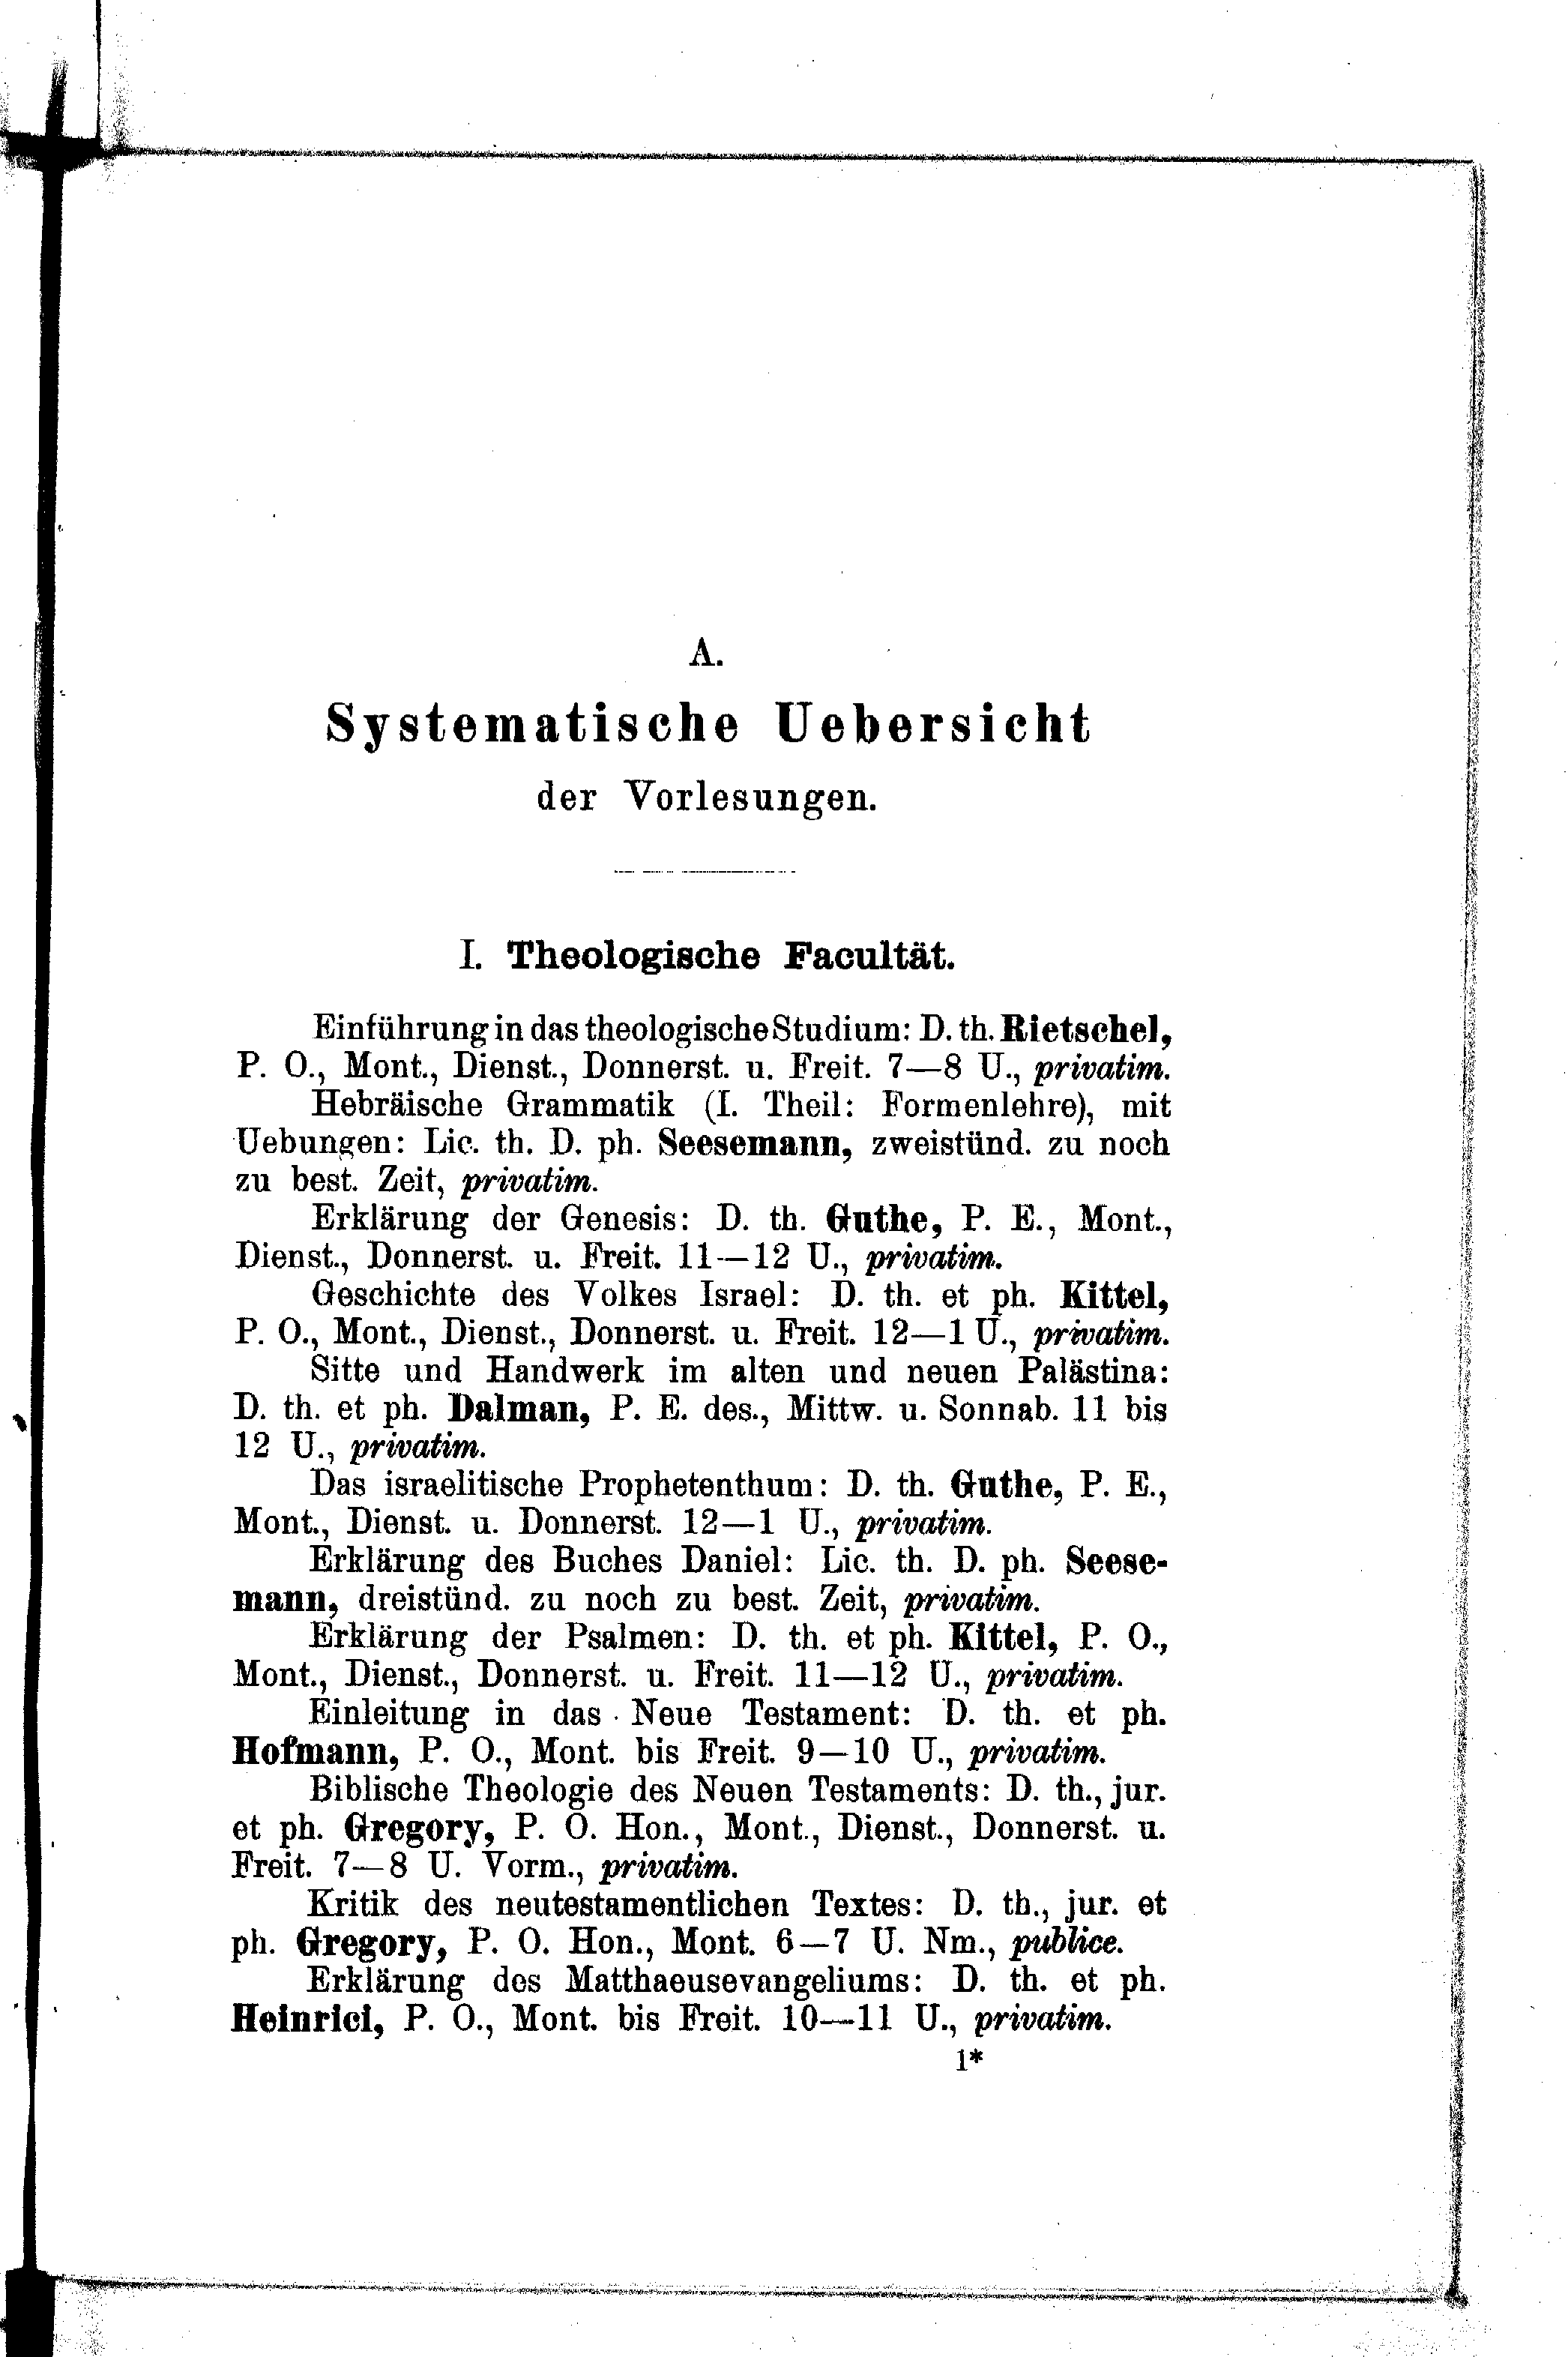 A.
Systematische Uebersicht
der Vorlesungen.
I. Theologische Facultät.
Einführung in das theologische Studium: D. th. Rietschel,
P. O., Mont., Dienst., Donnerst. u. Freit. 7—8 U., privatim.
Hebräische Grammatik (I. Theil: Formenlehre), mit
Uebungen: Lic. th. D. ph. Seesemann, zweistünd. zu noch
zu best. Zeit, privatim.
Erklärung der Genesis: D. th. Guthe, P. E., Mont.,
Dienst., Donnerst. u. Freit. 11—12 U., privatim.
Geschichte des Volkes Israel: D. th. et ph. Kittel,
P. O., Mont., Dienst., Donnerst. u. Freit. 12—1 U., privatim.
Sitte und Handwerk im alten und neuen Palästina:
D. th. et ph. Dalman, P. E. des., Mittw. u. Sonnab. 11 bis
12 U., privatim.
Das israelitische Prophetenthum: D. th. Guthe, P. E.,
Mont., Dienst. u. Donnerst. 12—1 U., privatim.
Erklärung des Buches Daniel: Lic. th. D. ph. Seese-
mann, dreistünd. zu noch zu best. Zeit, privatim.
Erklärung der Psalmen: D. th. et ph. Kittel, P. O.,
Mont., Dienst., Donnerst. u. Freit. 11—12 U., privatim.
Einleitung in das Neue Testament: D. th. et ph.
Hofmann, P. O., Mont. bis Freit. 9—10 U., privatim.
Biblische Theologie des Neuen Testaments: D. th., jur.
et ph. Gregory, P. O. Hon., Mont., Dienst., Donnerst. u.
Freit. 7—8 U. Vorm., privatim.
Kritik des neutestamentlichen Textes: D. th., jur. et
ph. Gregory, P. O. Hon., Mont. 6—7 U. Nm., publice.
Erklärung des Matthaeusevangeliums: D. th. et ph.
Heinrici, P. O., Mont. bis Freit. 10—11 U., privatim.
1*